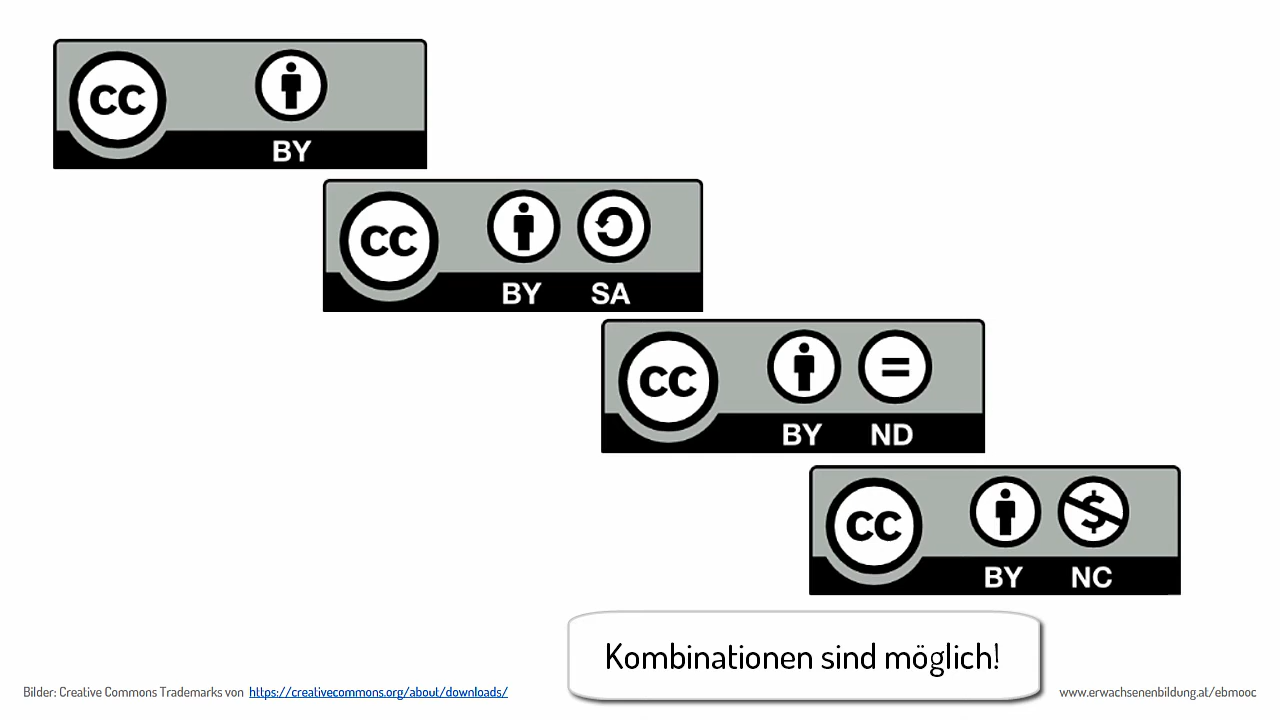 CC
BY
CC
BY SA
CC
=
BY ND
CC
$
BY NC
Kombinationen sind möglich!
Bilder: Creative Commons Trademarks von https://creativecommons.org/about/downloads/
www.erwachsenenbildung.at/ebmooc